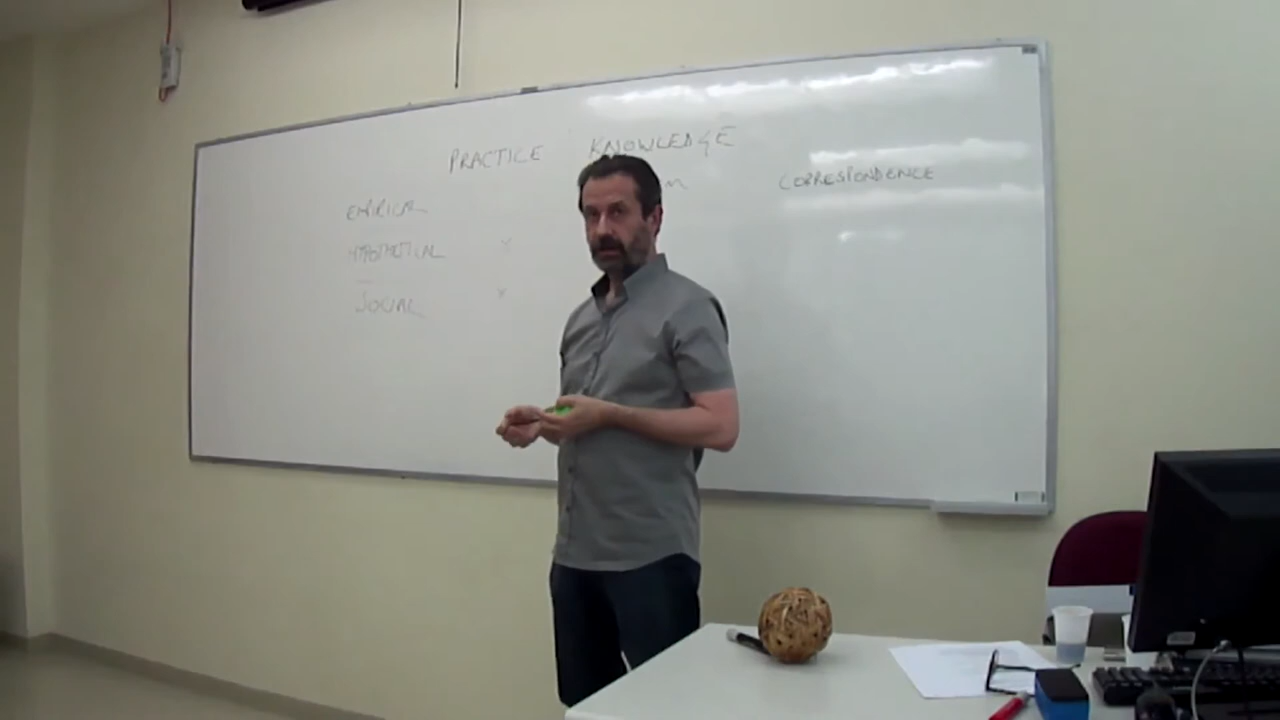 PRACTICE KNOWLEDGE
CORRESPONDENCE
EMPIRICAL
HYPOTHETICAL x
SOCIAL x